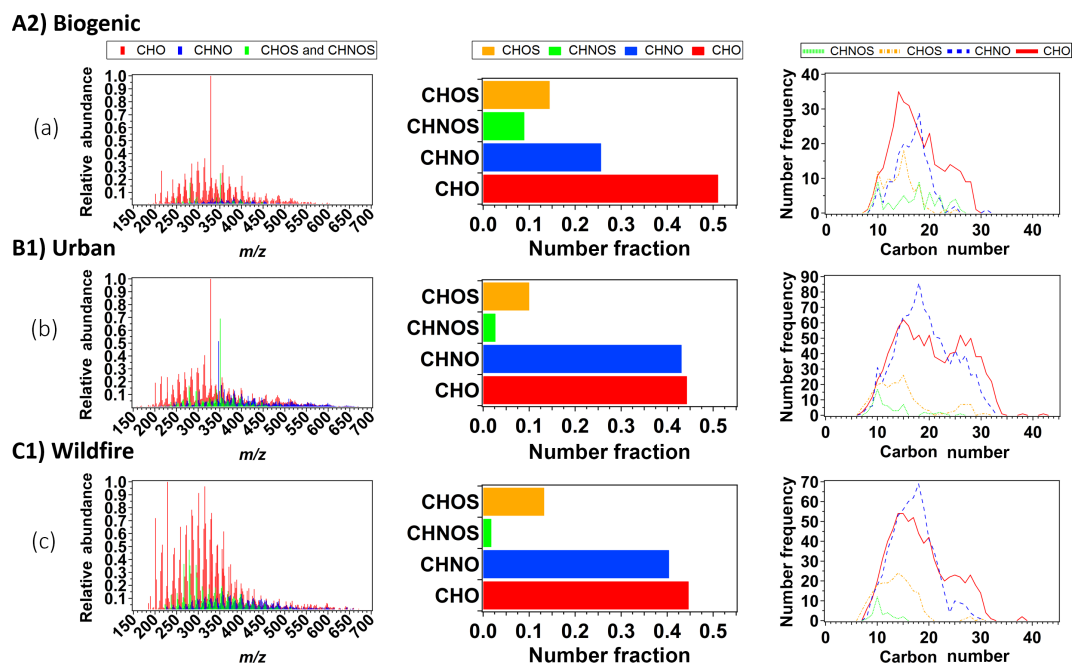 A2) Biogenic
CHO CHNO CHOS and CHNOS
CHOS CHNOS CHNO CHO
CHNOS CHOS CHNO CHO
(a)
Relative abundance
1.0
0.9
0.8
0.7
0.6
0.5
0.4
0.3
0.2
0.1
150 200 250 300 350 400 450 500 550 600 650 700
m/z
CHOS
CHNOS
CHNO
CHO
0.0 0.1 0.2 0.3 0.4 0.5
Number fraction
Number frequency
40
30
20
10
0
0 10 20 30 40
Carbon number
B1) Urban
(b)
Relative abundance
1.0
0.9
0.8
0.7
0.6
0.5
0.4
0.3
0.2
0.1
150 200 250 300 350 400 450 500 550 600 650 700
m/z
CHOS
CHNOS
CHNO
CHO
0.0 0.1 0.2 0.3 0.4 0.5
Number fraction
Number frequency
90
80
70
60
50
40
30
20
10
0
0 10 20 30 40
Carbon number
C1) Wildfire
(c)
Relative abundance
1.0
0.9
0.8
0.7
0.6
0.5
0.4
0.3
0.2
0.1
150 200 250 300 350 400 450 500 550 600 650 700
m/z
CHOS
CHNOS
CHNO
CHO
0.0 0.1 0.2 0.3 0.4 0.5
Number fraction
Number frequency
70
60
50
40
30
20
10
0
0 10 20 30 40
Carbon number